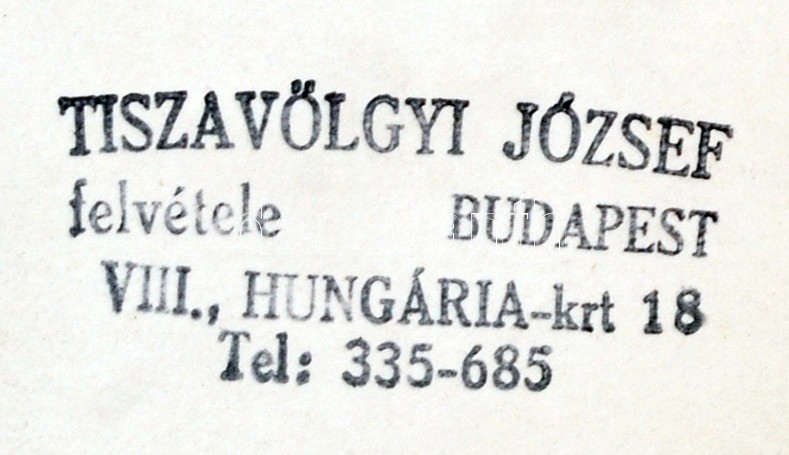 TISZAVÖLGYI JÓZSEF
felvétele BUDAPEST
VIII., HUNGÁRIA-krt 18
Tel: 335-685